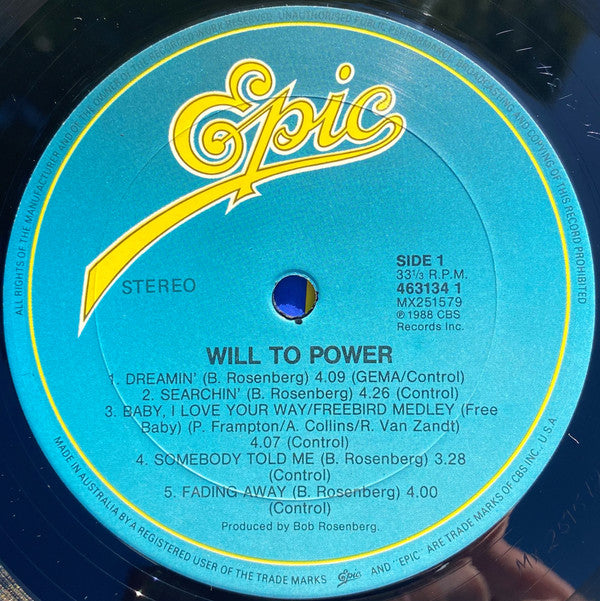 ALL RIGHTS OF THE MANUFACTURER AND OF THE OWNER OF THE RECORDED WORK RESERVED. UNAUTHORISED PUBLIC PERFORMANCE, BROADCASTING AND COPYING OF THIS RECORD PROHIBITED
Epic
STEREO
SIDE 1
33⅓ R.P.M.
463134 1
MX251579
℗ 1988 CBS
Records Inc.
WILL TO POWER
1. DREAMIN' (B. Rosenberg) 4.09 (GEMA/Control)
2. SEARCHIN' (B. Rosenberg) 4.26 (Control)
3. BABY, I LOVE YOUR WAY/FREEBIRD MEDLEY (Free
Baby) (P. Frampton/A. Collins/R. Van Zandt)
4.07 (Control)
4. SOMEBODY TOLD ME (B. Rosenberg) 3.28
(Control)
5. FADING AWAY (B. Rosenberg) 4.00
(Control)
Produced by Bob Rosenberg.
MADE IN AUSTRALIA BY A REGISTERED USER OF THE TRADE MARKS Epic AND "EPIC" ARE TRADE MARKS OF CBS INC. U.S.A